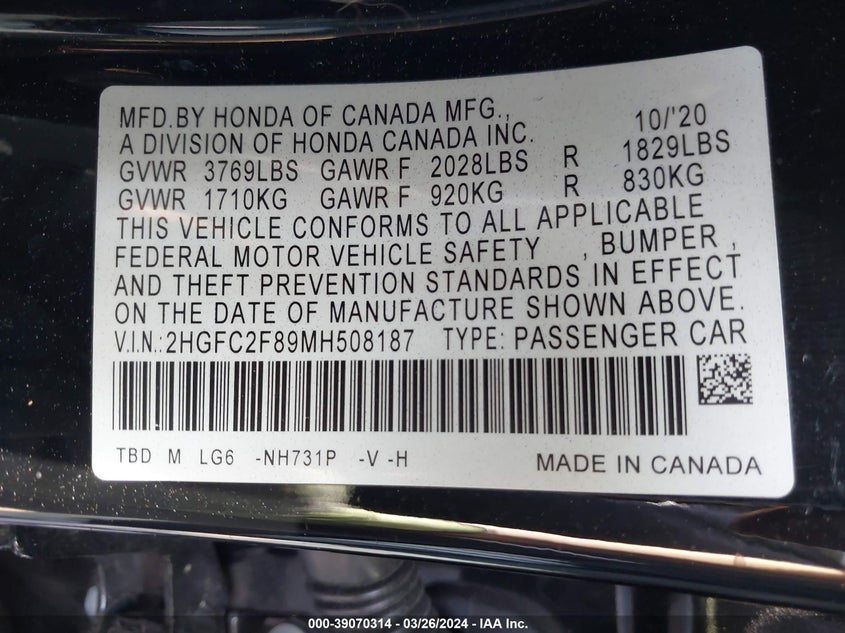 MFD.BY HONDA OF CANADA MFG., 10/'20
A DIVISION OF HONDA CANADA INC.
GVWR 3769LBS GAWR F 2028LBS R 1829LBS
GVWR 1710KG GAWR F 920KG R 830KG
THIS VEHICLE CONFORMS TO ALL APPLICABLE
FEDERAL MOTOR VEHICLE SAFETY , BUMPER ,
AND THEFT PREVENTION STANDARDS IN EFFECT
ON THE DATE OF MANUFACTURE SHOWN ABOVE.
V.I.N.:2HGFC2F89MH508187 TYPE: PASSENGER CAR
TBD M LG6 -NH731P -V -H
MADE IN CANADA
000-39070314 - 03/26/2024 - IAA Inc.